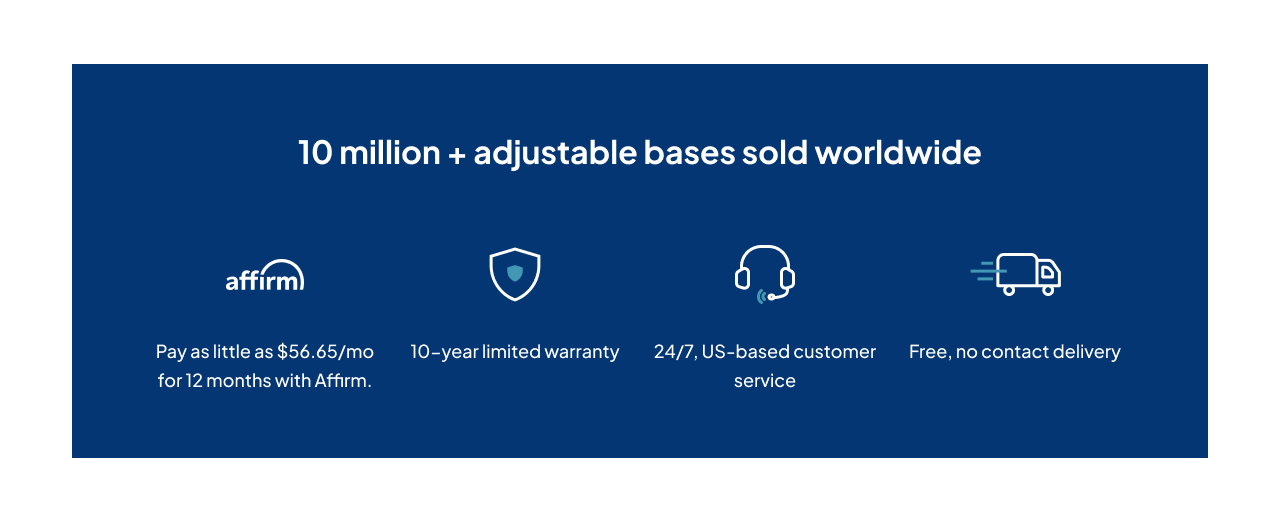 10 million + adjustable bases sold worldwide
affirm
Pay as little as $56.65/mo
for 12 months with Affirm.
10-year limited warranty
24/7, US-based customer
service
Free, no contact delivery